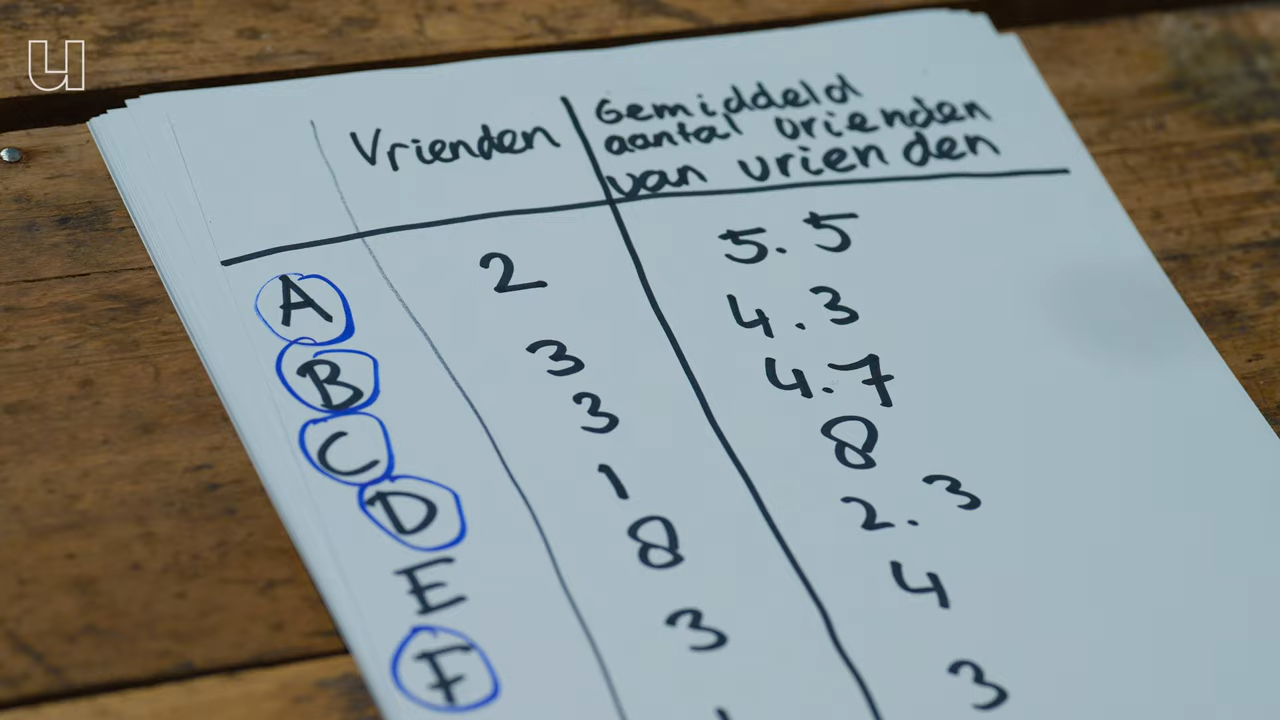 u
Vrienden
Gemiddeld
aantal vrienden
van vrienden
A 2 5.5
B 3 4.3
C 3 4.7
D 1 8
E 8 2.3
F 3 4
3